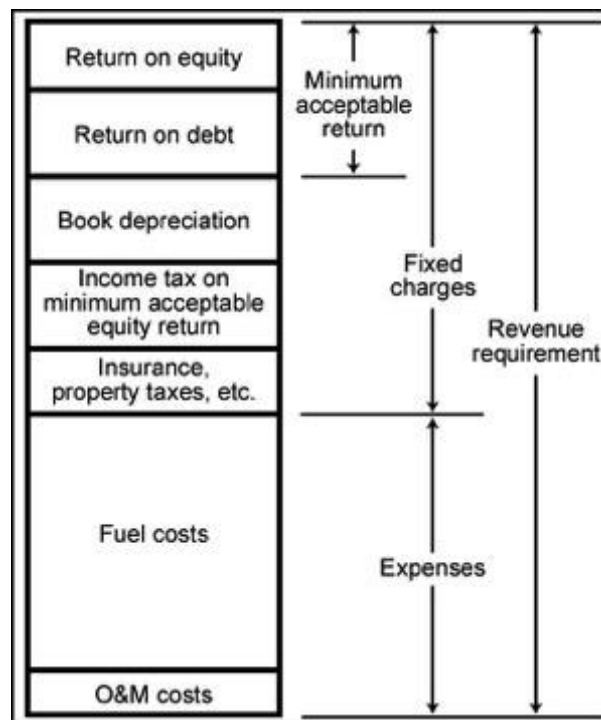 Return on equity
Return on debt
Book depreciation
Income tax on
minimum acceptable
equity return
Insurance,
property taxes, etc.
Fuel costs
O&M costs
Minimum
acceptable
return
Fixed
charges
Expenses
Revenue
requirement